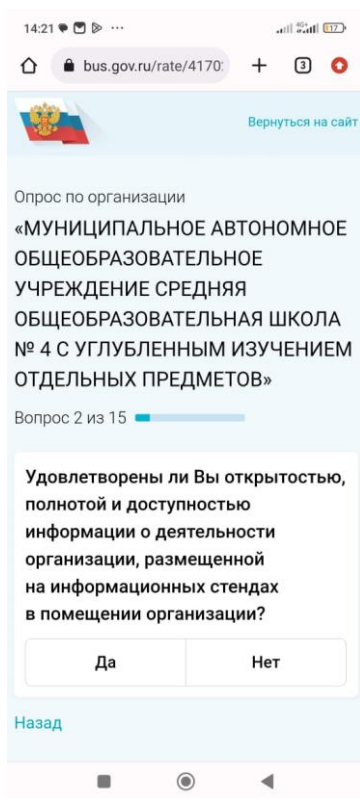 14:21
17
bus.gov.ru/rate/4170
3
Вернуться на сайт
Опрос по организации
«МУНИЦИПАЛЬНОЕ АВТОНОМНОЕ
ОБЩЕОБРАЗОВАТЕЛЬНОЕ
УЧРЕЖДЕНИЕ СРЕДНЯЯ
ОБЩЕОБРАЗОВАТЕЛЬНАЯ ШКОЛА
№ 4 С УГЛУБЛЕННЫМ ИЗУЧЕНИЕМ
ОТДЕЛЬНЫХ ПРЕДМЕТОВ»
Вопрос 2 из 15
Удовлетворены ли Вы открытостью,
полнотой и доступностью
информации о деятельности
организации, размещенной
на информационных стендах
в помещении организации?
Да Нет
Назад